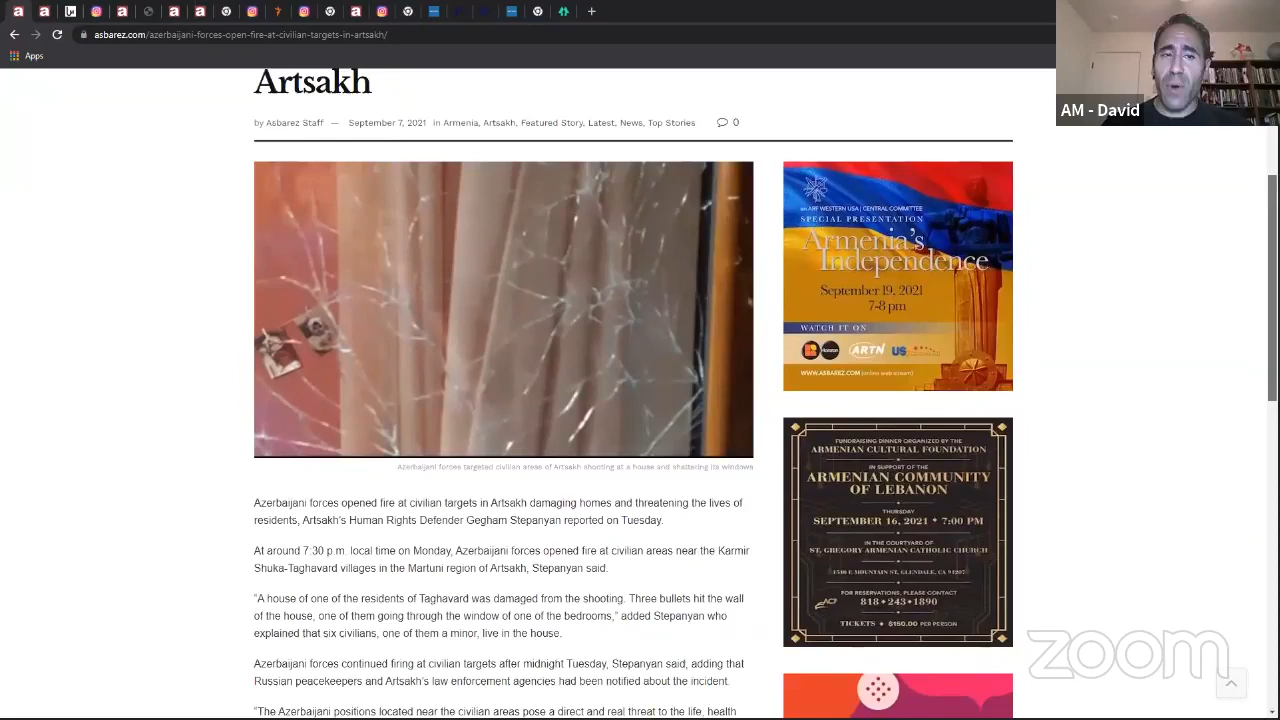 asbarez.com/azerbaijani-forces-open-fire-at-civilian-targets-in-artsakh/
Apps
AM - David
Artsakh
by Asbarez Staff — September 7, 2021 in Armenia, Artsakh, Featured Story, Latest, News, Top Stories 0
Azerbaijani forces targeted civilian areas of Artsakh shooting at a house and shattering its windows
Azerbaijani forces opened fire at civilian targets in Artsakh damaging homes and threatening the lives of
residents, Artsakh's Human Rights Defender Gegham Stepanyan reported on Tuesday.
At around 7:30 p.m. local time on Monday, Azerbaijani forces opened fire at civilian areas near the Karmir
Shuka-Taghavard villages in the Martuni region of Artsakh, Stepanyan said.
“A house of one of the residents of Taghavard was damaged from the shooting. Three bullets hit the wall
of the house, one of them going through the window of one of the bedrooms,” added Stepanyan who
explained that six civilians, one of them a minor, live in the house.
Azerbaijani forces continued firing at civilian targets after midnight Tuesday, Stepanyan said, adding that
Russian peacekeepers and Artsakh's law enforcement agencies had been notified about the incident.
“The Azerbaijani positions located near the civilian areas pose a direct and real threat to the life, health
ARF WESTERN USA | CENTRAL COMMITTEE
SPECIAL PRESENTATION
Armenia's
Independence
September 19, 2021
7-8 pm
WATCH IT ON
ARTN
US
WWW.ASBAREZ.COM (online web stream)
FUNDRAISING DINNER ORGANIZED BY THE
ARMENIAN CULTURAL FOUNDATION
IN SUPPORT OF THE
ARMENIAN COMMUNITY
OF LEBANON
THURSDAY
SEPTEMBER 16, 2021 • 7:00 PM
IN THE COURTYARD OF
ST. GREGORY ARMENIAN CATHOLIC CHURCH
1510 E MOUNTAIN ST, GLENDALE, CA 91207
FOR RESERVATIONS, PLEASE CONTACT
818•243•1890
TICKETS • $150.00 PER PERSON
zoom